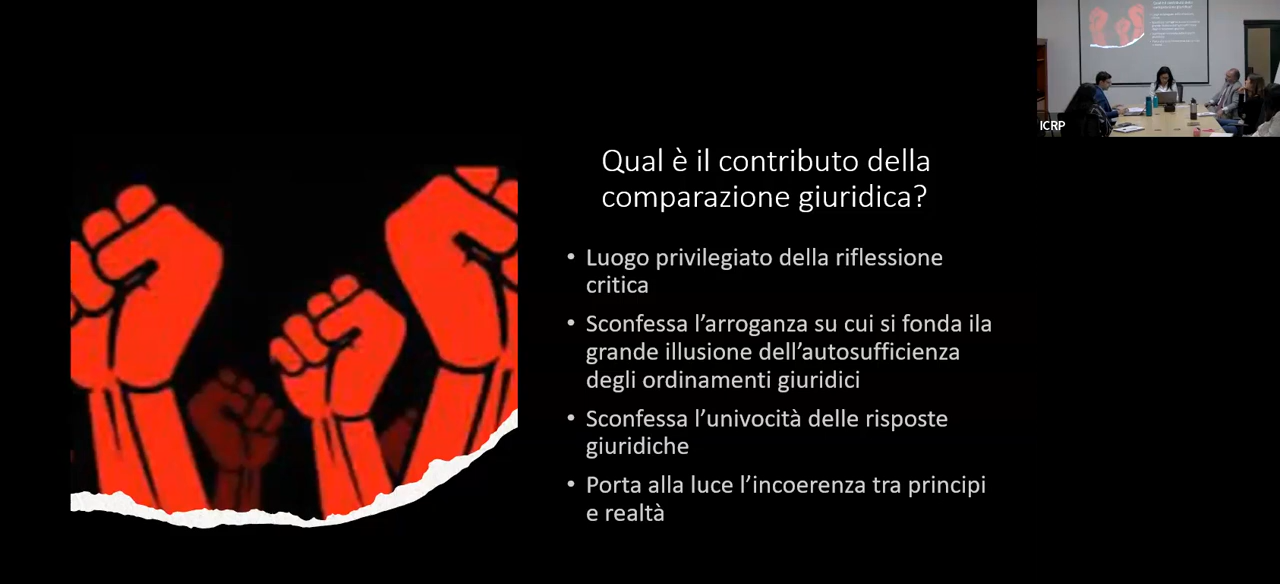 ICRP
Qual è il contributo della
comparazione giuridica?
• Luogo privilegiato della riflessione
critica
• Sconfessa l’arroganza su cui si fonda ila
grande illusione dell’autosufficienza
degli ordinamenti giuridici
• Sconfessa l’univocità delle risposte
giuridiche
• Porta alla luce l’incoerenza tra principi
e realtà